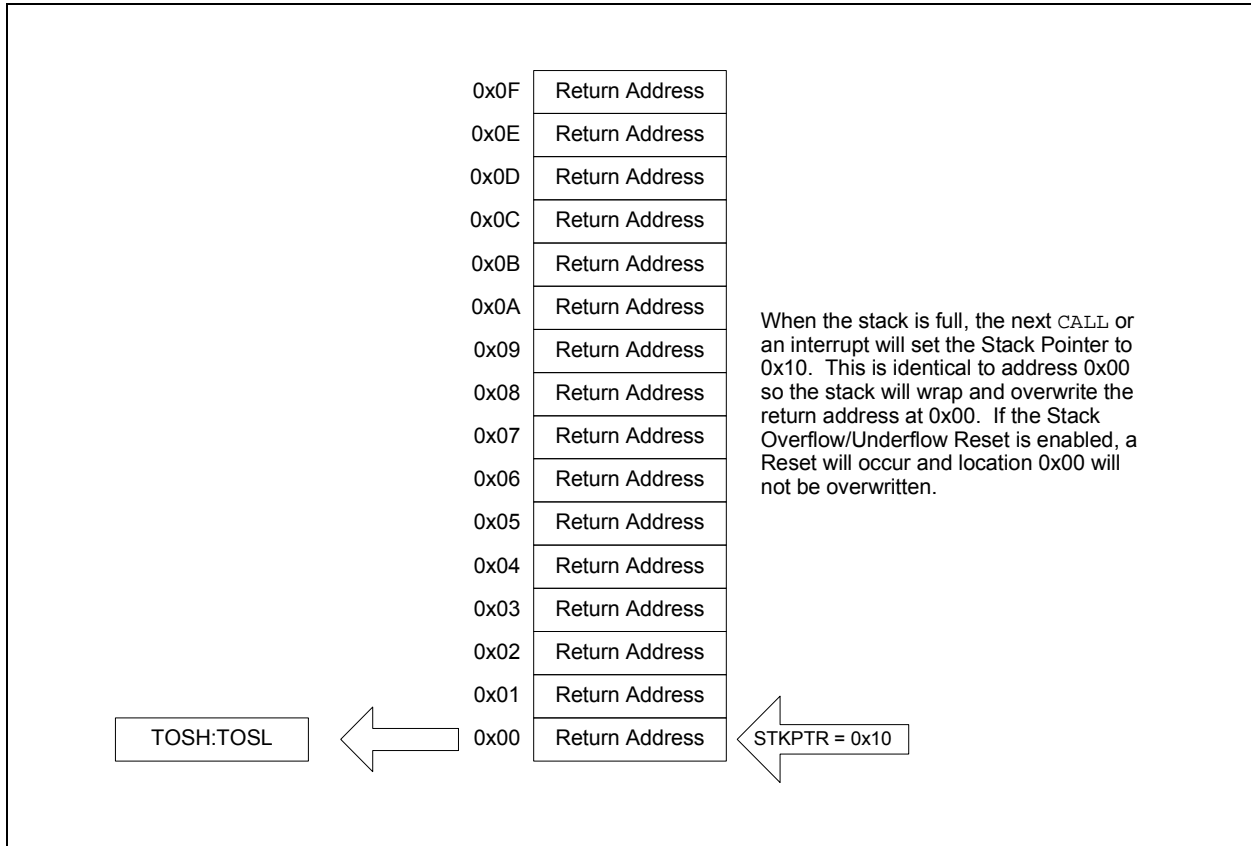 0x0F Return Address
0x0E Return Address
0x0D Return Address
0x0C Return Address
0x0B Return Address
0x0A Return Address
0x09 Return Address
0x08 Return Address
0x07 Return Address
0x06 Return Address
0x05 Return Address
0x04 Return Address
0x03 Return Address
0x02 Return Address
0x01 Return Address
TOSH:TOSL 0x00 Return Address STKPTR = 0x10
When the stack is full, the next CALL or
an interrupt will set the Stack Pointer to
0x10. This is identical to address 0x00
so the stack will wrap and overwrite the
return address at 0x00. If the Stack
Overflow/Underflow Reset is enabled, a
Reset will occur and location 0x00 will
not be overwritten.